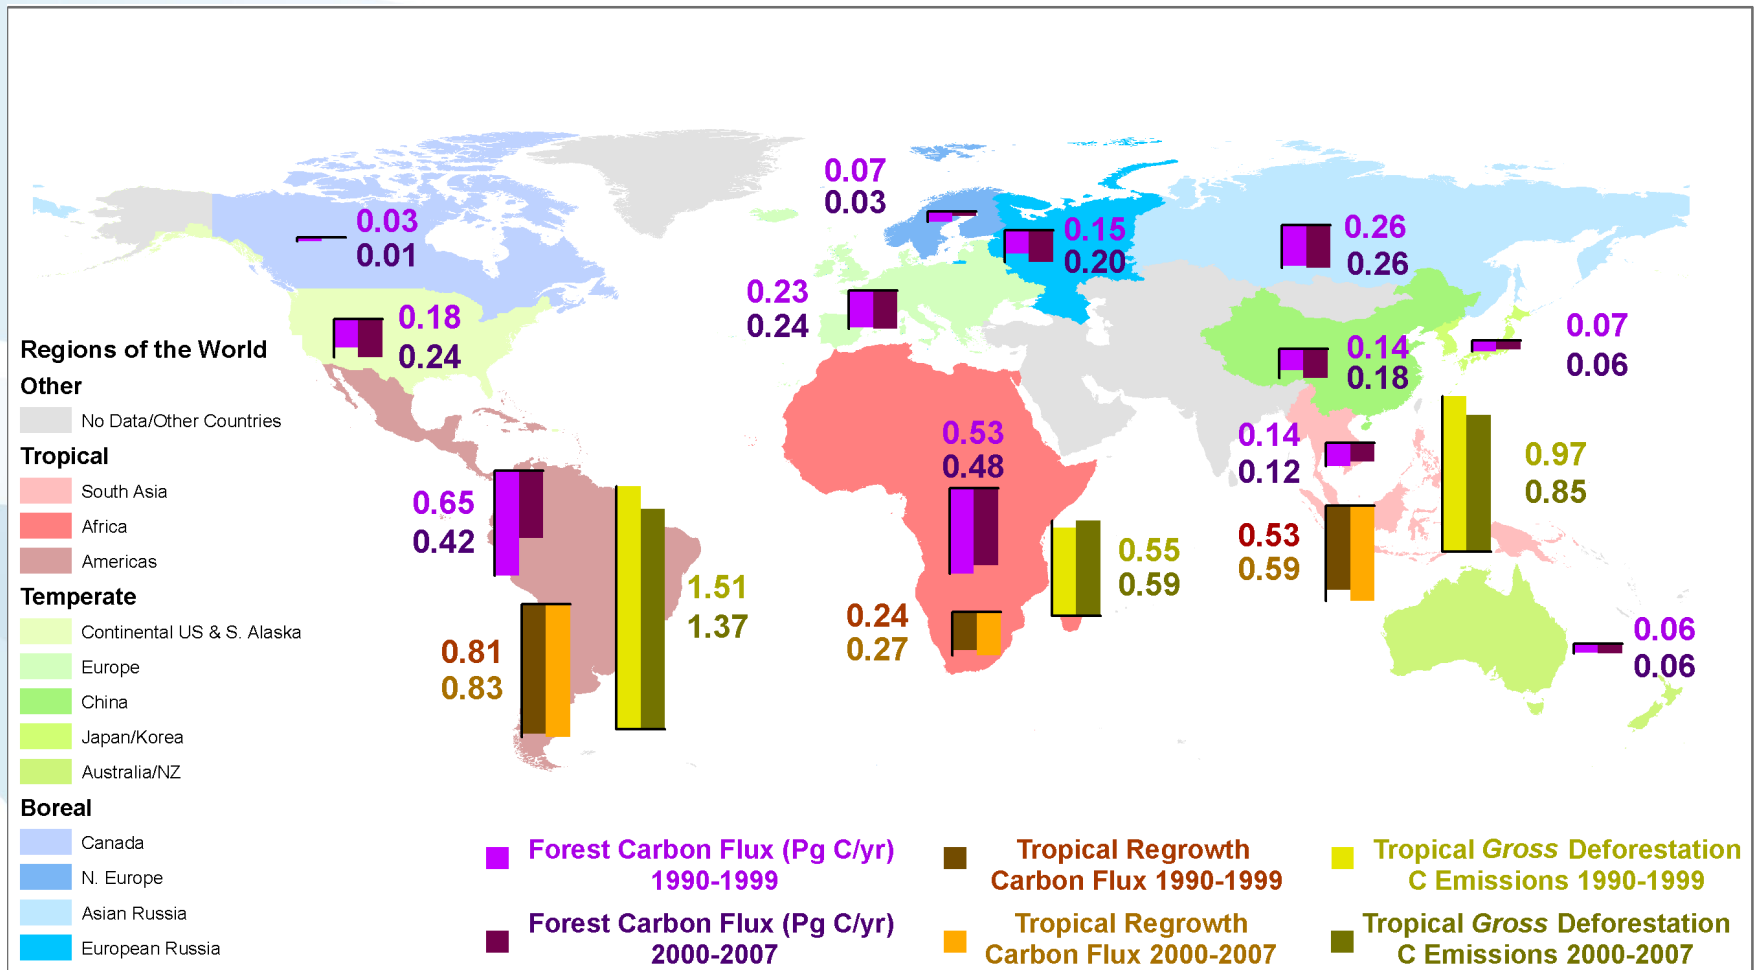 0.07
0.03
0.03
0.01
0.15
0.20
0.26
0.26
0.23
0.24
0.18
0.24
0.07
0.06
0.14
0.18
Regions of the World
Other
No Data/Other Countries
Tropical
South Asia
Africa
Americas
Temperate
Continental US & S. Alaska
Europe
China
Japan/Korea
Australia/NZ
Boreal
Canada
N. Europe
Asian Russia
European Russia
0.53
0.48
0.14
0.12
0.97
0.85
0.65
0.42
0.53
0.59
0.55
0.59
1.51
1.37
0.24
0.27
0.06
0.06
0.81
0.83
Forest Carbon Flux (Pg C/yr)
1990-1999
Forest Carbon Flux (Pg C/yr)
2000-2007
Tropical Regrowth
Carbon Flux 1990-1999
Tropical Regrowth
Carbon Flux 2000-2007
Tropical Gross Deforestation
C Emissions 1990-1999
Tropical Gross Deforestation
C Emissions 2000-2007